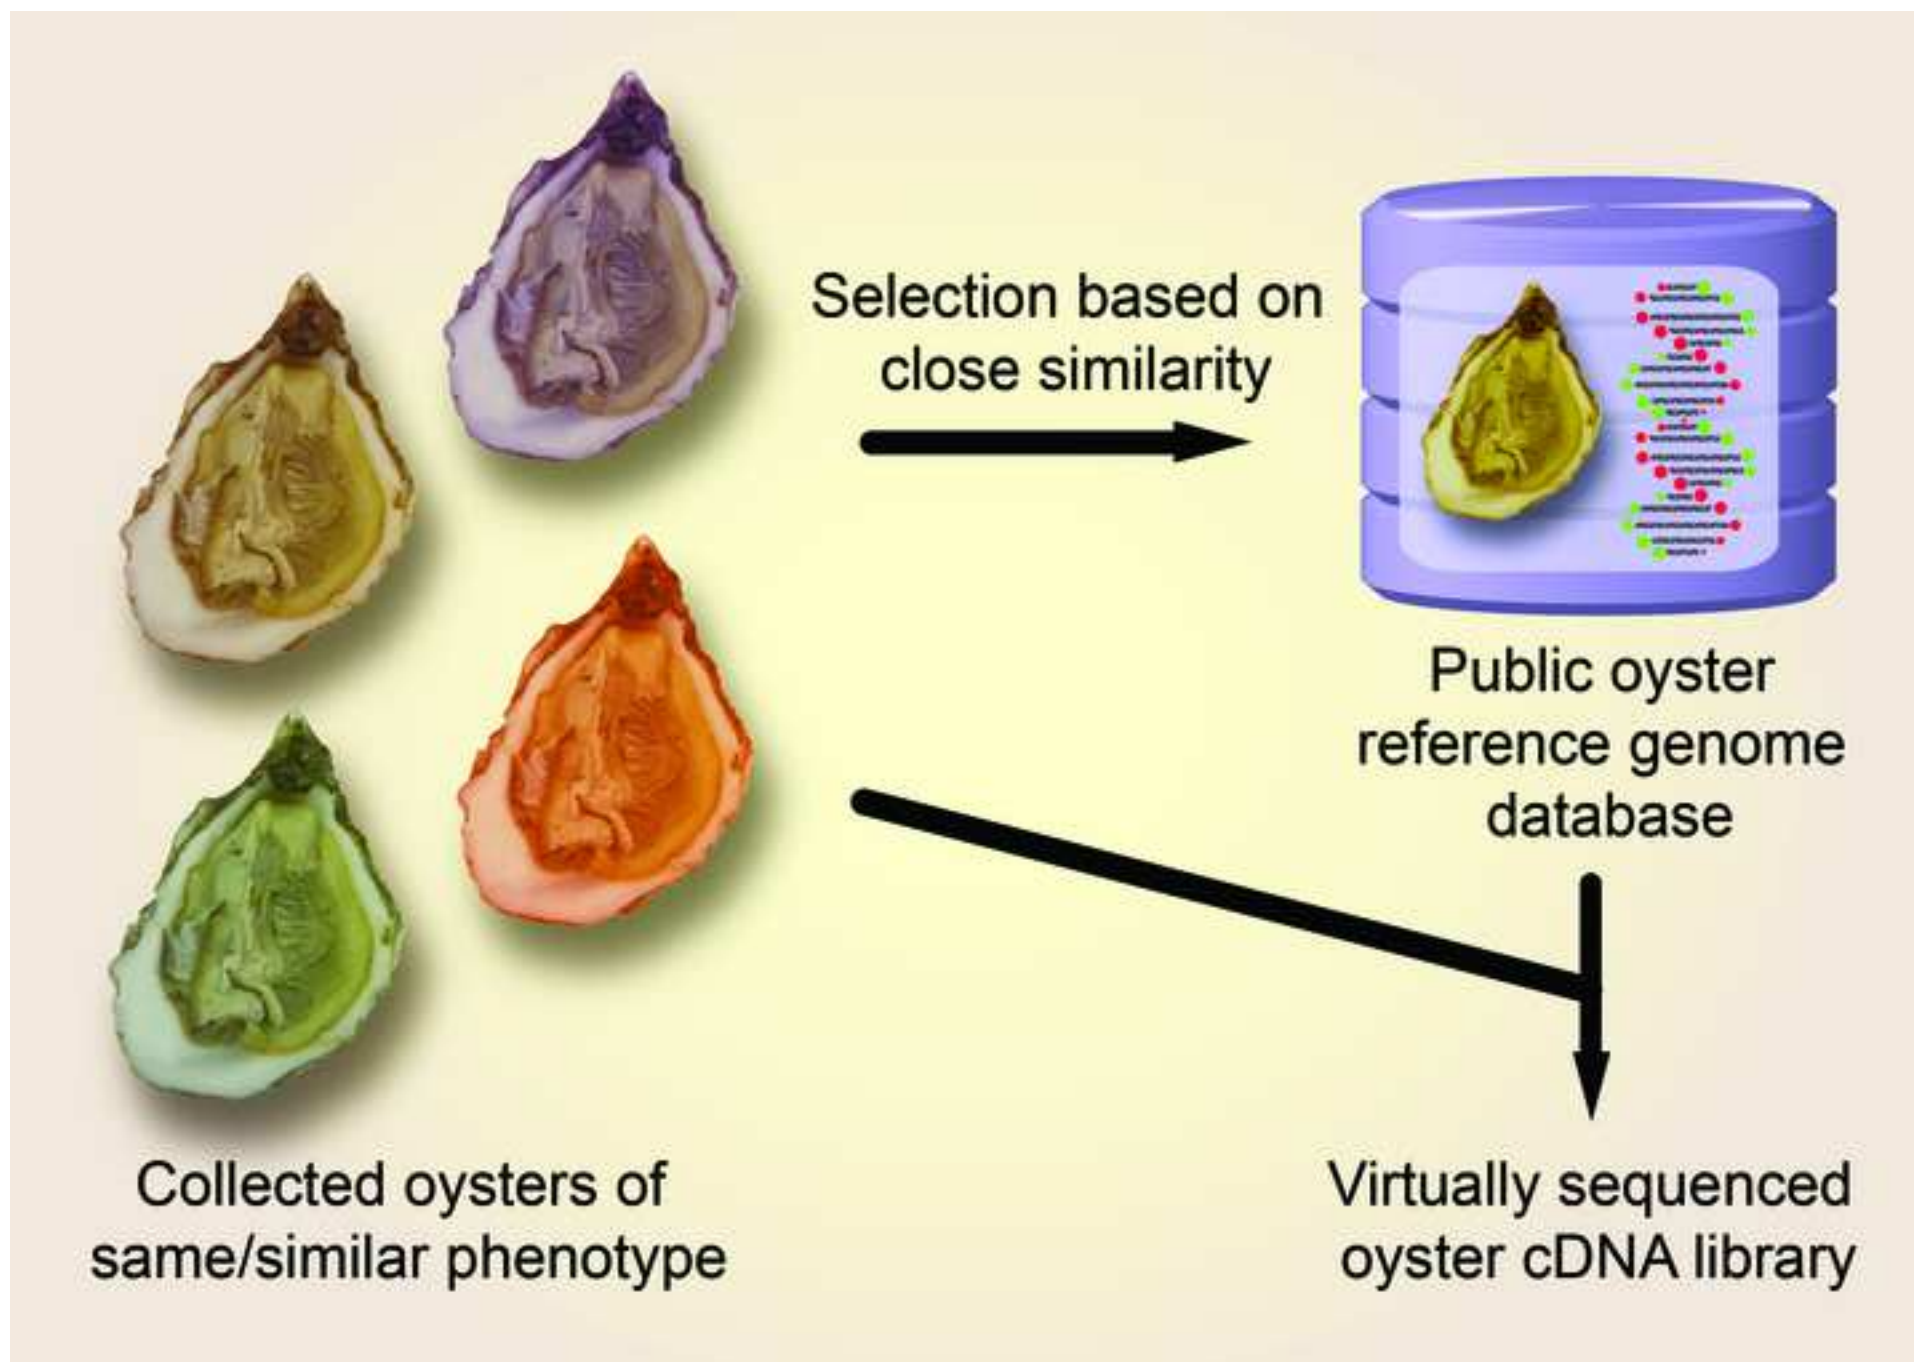 Selection based on
close similarity
Public oyster
reference genome
database
Collected oysters of
same/similar phenotype
Virtually sequenced
oyster cDNA library